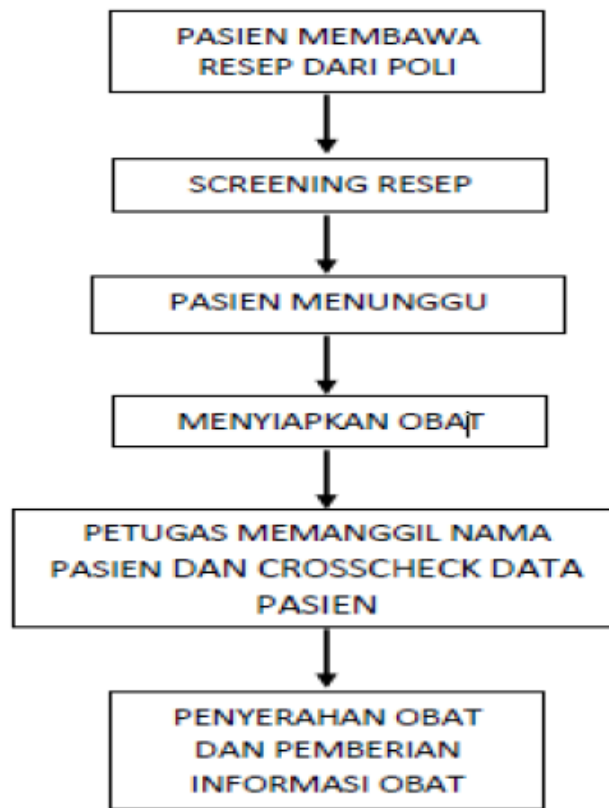 PASIEN MEMBAWA
RESEP DARI POLI
SCREENING RESEP
PASIEN MENUNGGU
MENYIAPKAN OBAT
PETUGAS MEMANGGIL NAMA
PASIEN DAN CROSSCHECK DATA
PASIEN
PENYERAHAN OBAT
DAN PEMBERIAN
INFORMASI OBAT